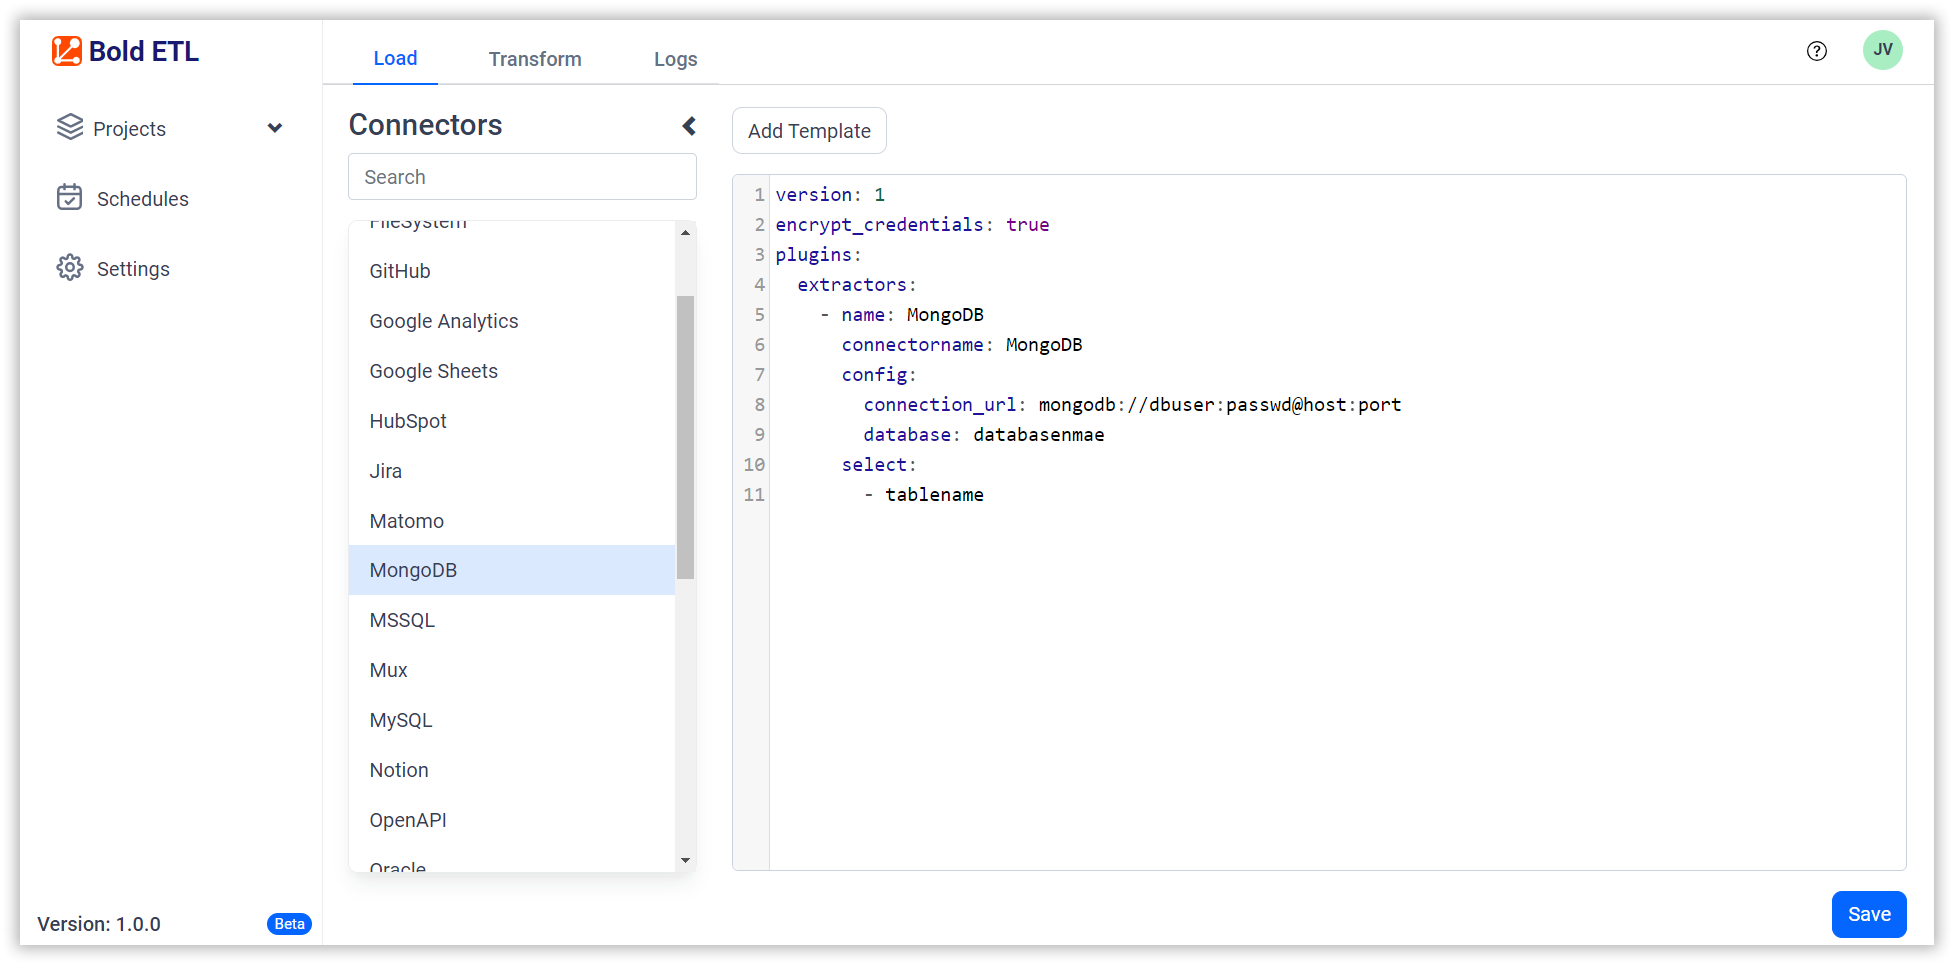 Bold ETL
Projects
Schedules
Settings
Version: 1.0.0
Beta
Load
Transform
Logs
?
JV
Connectors
Search
FileSystem
GitHub
Google Analytics
Google Sheets
HubSpot
Jira
Matomo
MongoDB
MSSQL
Mux
MySQL
Notion
OpenAPI
Oracle
Add Template
1 version: 1
2 encrypt_credentials: true
3 plugins:
4 extractors:
5 - name: MongoDB
6 connectorname: MongoDB
7 config:
8 connection_url: mongodb://dbuser:passwd@host:port
9 database: databasenmae
10 select:
11 - tablename
Save